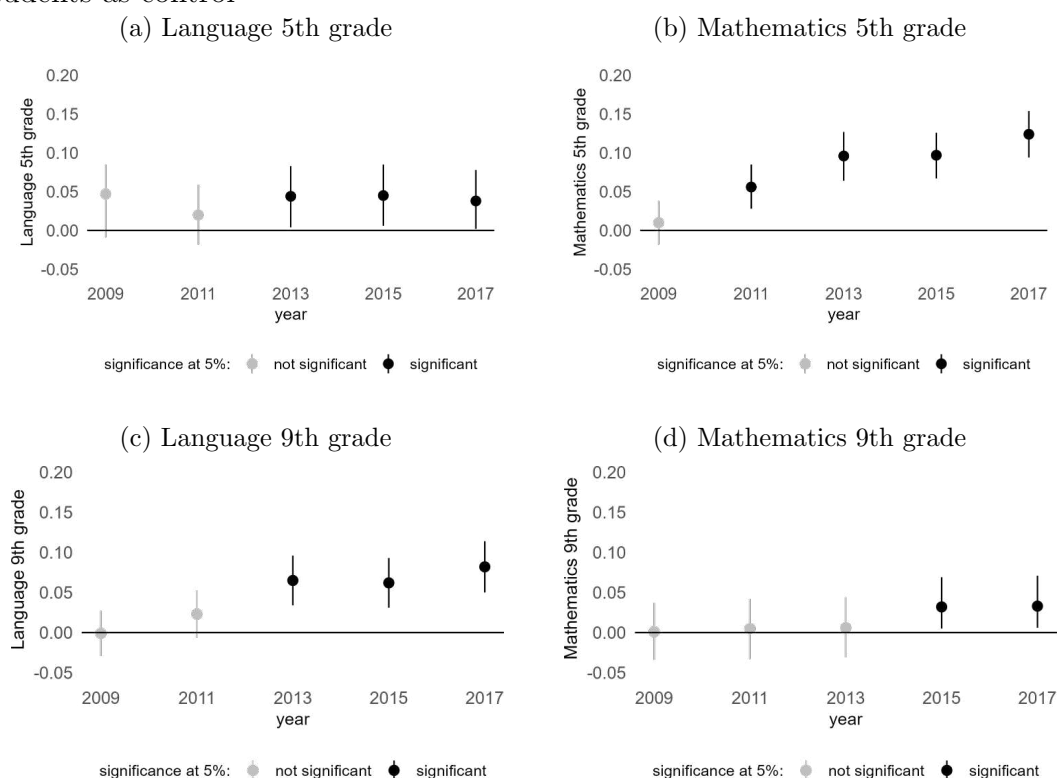 students as control
(a) Language 5th grade
0.20
0.15
0.10
0.05
0.00
-0.05
Language 5th grade
2009 2011 2013 2015 2017
year
significance at 5%: not significant significant
(b) Mathematics 5th grade
0.20
0.15
0.10
0.05
0.00
-0.05
Mathematics 5th grade
2009 2011 2013 2015 2017
year
significance at 5%: not significant significant
(c) Language 9th grade
0.20
0.15
0.10
0.05
0.00
-0.05
Language 9th grade
2009 2011 2013 2015 2017
year
significance at 5%: not significant significant
(d) Mathematics 9th grade
0.20
0.15
0.10
0.05
0.00
-0.05
Mathematics 9th grade
2009 2011 2013 2015 2017
year
significance at 5%: not significant significant